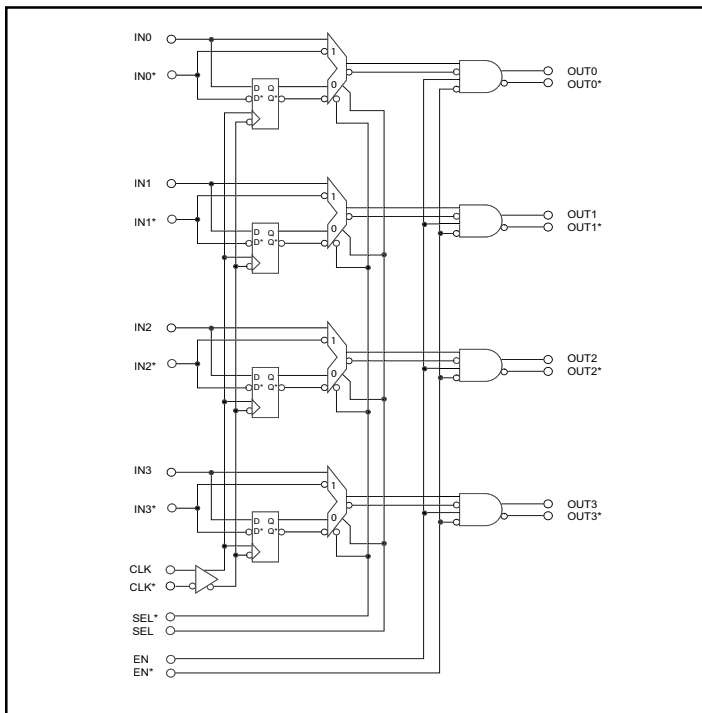 IN0
1
OUT0
IN0*
OUT0*
D Q
0
D* Q*
IN1
1
OUT1
IN1*
OUT1*
D Q
0
D* Q*
IN2
1
OUT2
IN2*
OUT2*
D Q
0
D* Q*
IN3
1
OUT3
IN3*
OUT3*
D Q
0
D* Q*
CLK
CLK*
SEL*
SEL
EN
EN*